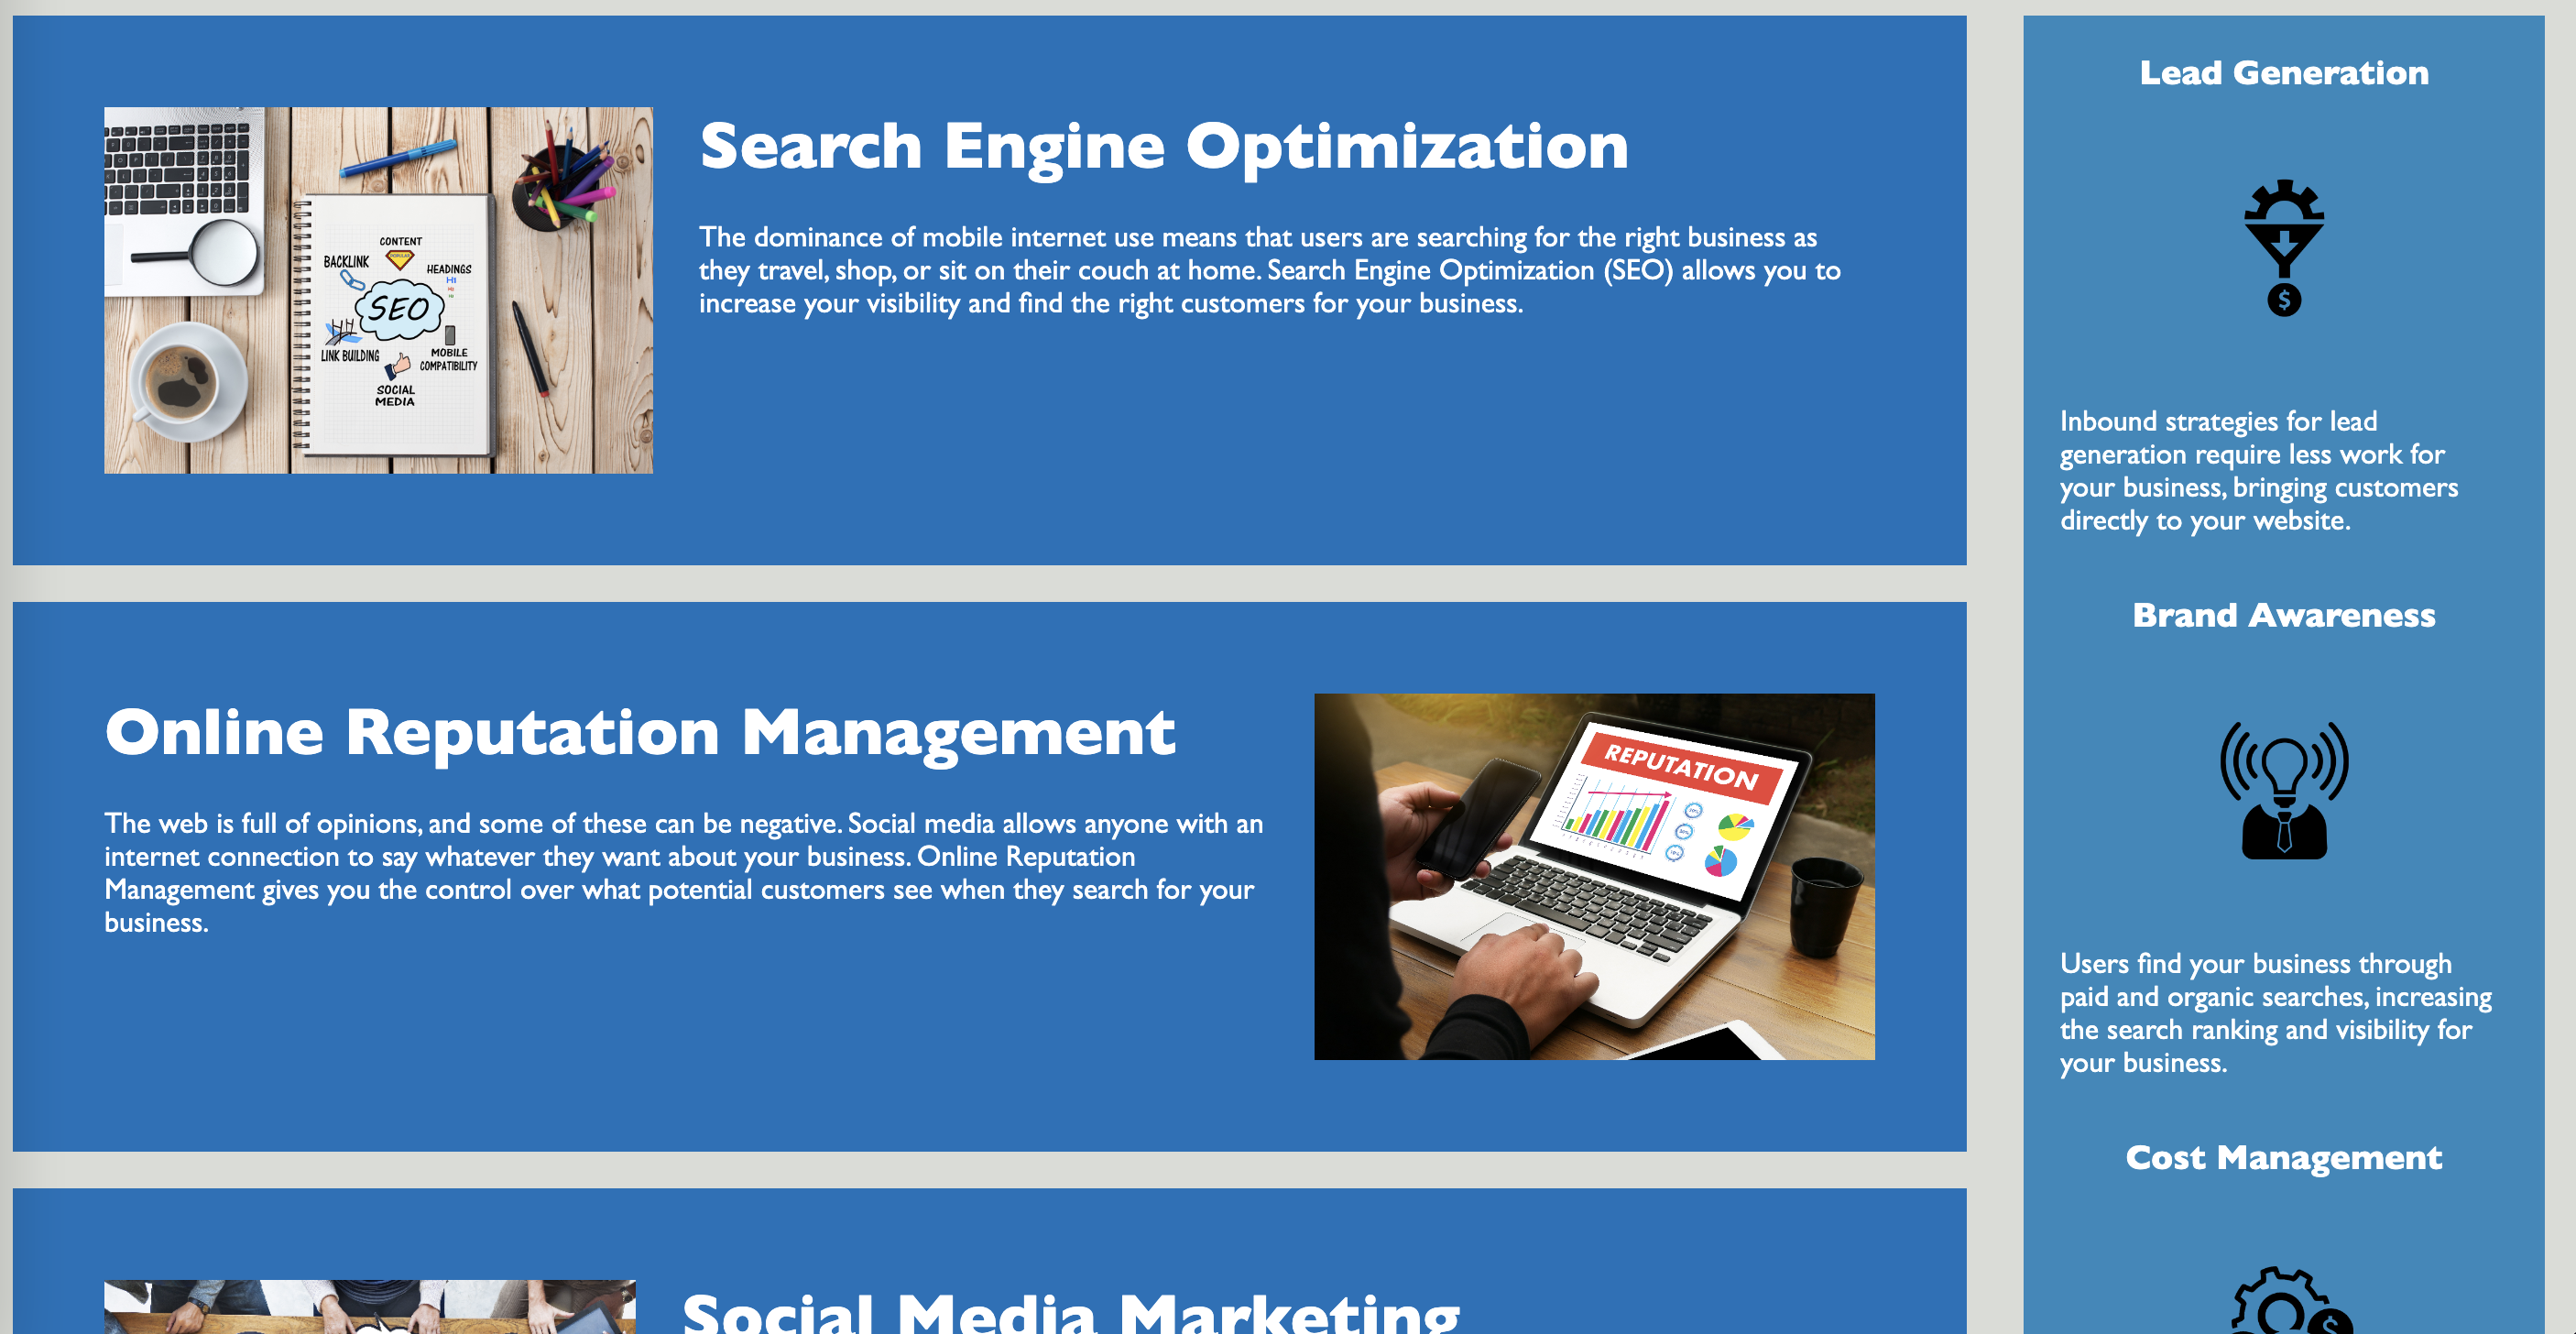 Search Engine Optimization
The dominance of mobile internet use means that users are searching for the right business as
they travel, shop, or sit on their couch at home. Search Engine Optimization (SEO) allows you to
increase your visibility and find the right customers for your business.
CONTENT
BACKLINK
HEADINGS
H1
SEO
LINK BUILDING
MOBILE
COMPATIBILITY
SOCIAL
MEDIA
Online Reputation Management
The web is full of opinions, and some of these can be negative. Social media allows anyone with an
internet connection to say whatever they want about your business. Online Reputation
Management gives you the control over what potential customers see when they search for your
business.
REPUTATION
Social Media Marketing
Lead Generation
$
Inbound strategies for lead
generation require less work for
your business, bringing customers
directly to your website.
Brand Awareness
Users find your business through
paid and organic searches, increasing
the search ranking and visibility for
your business.
Cost Management
$